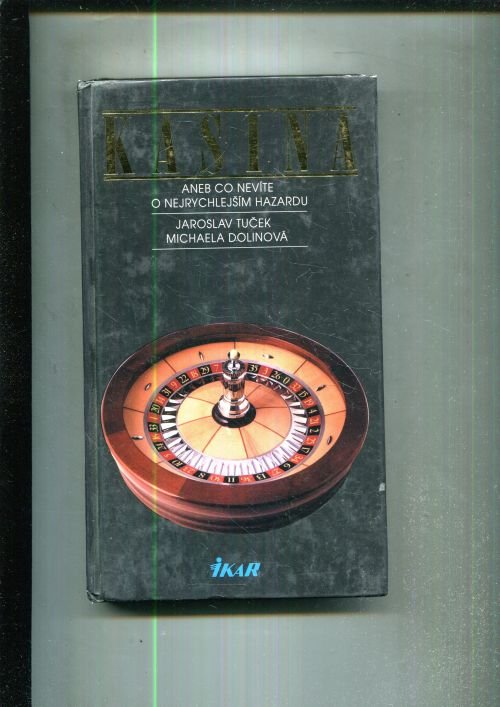 KASINA
ANEB CO NEVÍTE
O NEJRYCHLEJŠÍM HAZARDU
JAROSLAV TUČEK
MICHAELA DOLINOVÁ
IKAR